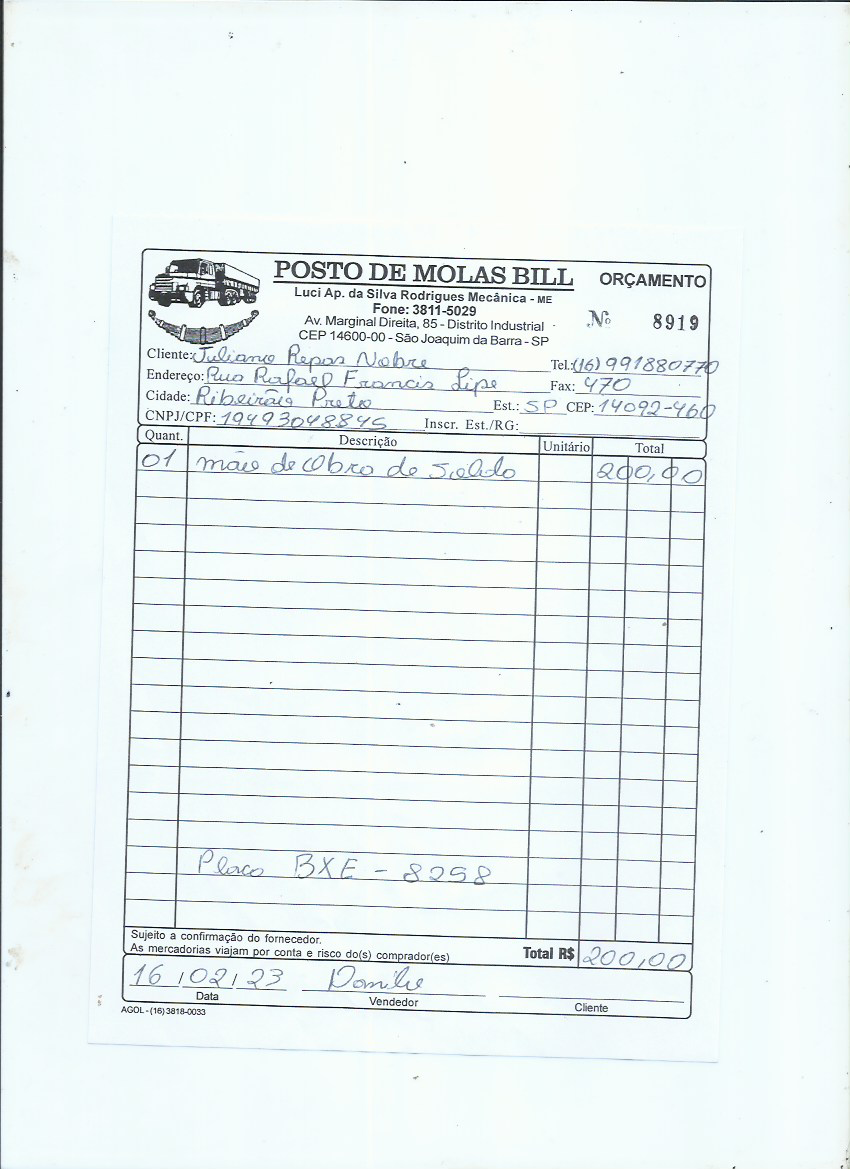 POSTO DE MOLAS BILL ORÇAMENTO
Luci Ap. da Silva Rodrigues Mecânica - ME
Fone: 3811-5029
Nº 8919
Av. Marginal Direita, 85 - Distrito Industrial
CEP 14600-00 - São Joaquim da Barra - SP
Cliente: Juliano Repas Nobre Tel.: (16) 991880770
Endereço: Rua Rafael Francis Lipe Fax: 470
Cidade: Ribeirão Preto Est.: SP CEP: 14092-460
CNPJ/CPF: 19493048845 Inscr. Est./RG:
Quant. Descrição Unitário Total
01 mão de Obra de Solda 200,00
Placa BXE - 8258
Sujeito a confirmação do fornecedor.
As mercadorias viajam por conta e risco do(s) comprador(es) Total R$ 200,00
16 / 02 / 23 Danilo
Data Vendedor Cliente
AGOL - (16) 3818-0033